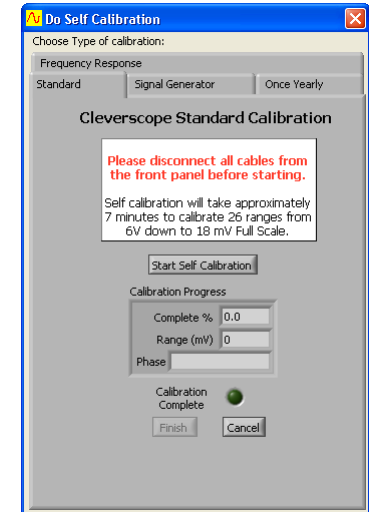 Do Self Calibration
Choose Type of calibration:
Frequency Response
Standard
Signal Generator
Once Yearly
Cleverscope Standard Calibration
Please disconnect all cables from
the front panel before starting.
Self calibration will take approximately
7 minutes to calibrate 26 ranges from
6V down to 18 mV Full Scale.
Start Self Calibration
Calibration Progress
Complete % 0.0
Range (mV) 0
Phase
Calibration
Complete
Finish
Cancel